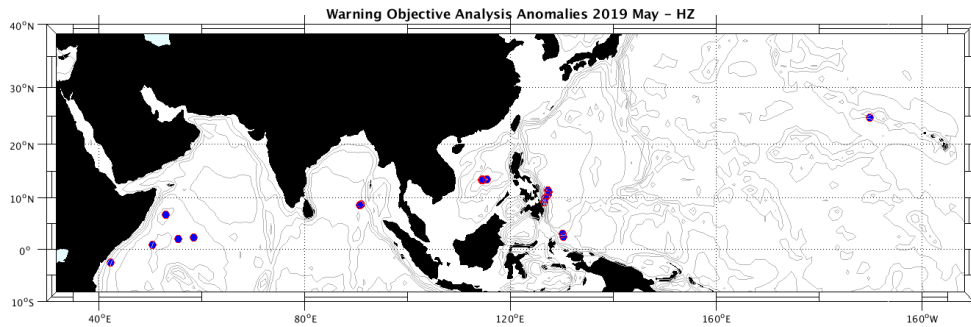 Warning Objective Analysis Anomalies 2019 May – HZ
40°N
30°N
20°N
10°N
0°
10°S
40°E 80°E 120°E 160°E 160°W